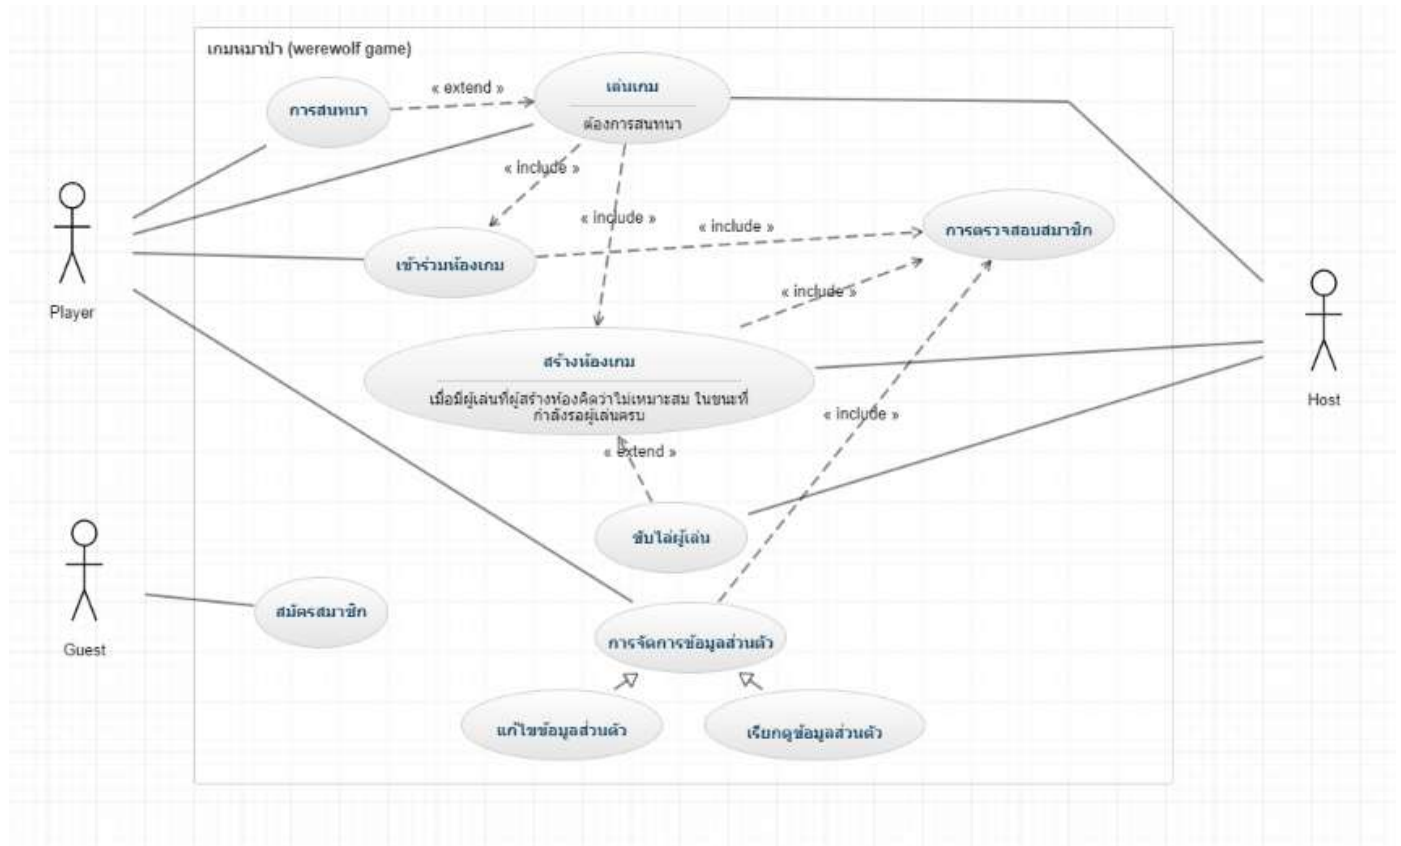 เกมหมาป่า (werewolf game)
« extend »
เล่นเกม
การสนทนา
ต้องการสนทนา
« include »
« include »
« include »
การตรวจสอบสมาชิก
เข้าร่วมห้องเกม
« include »
Player
สร้างห้องเกม
เมื่อมีผู้เล่นที่ผู้สร้างห้องคิดว่าไม่เหมาะสม ในขนะที่
กำลังรอผู้เล่นครบ
Host
« include »
« extend »
ขับไล่ผู้เล่น
สมัครสมาชิก
Guest
การจัดการข้อมูลส่วนตัว
แก้ไขข้อมูลส่วนตัว
เรียกดูข้อมูลส่วนตัว